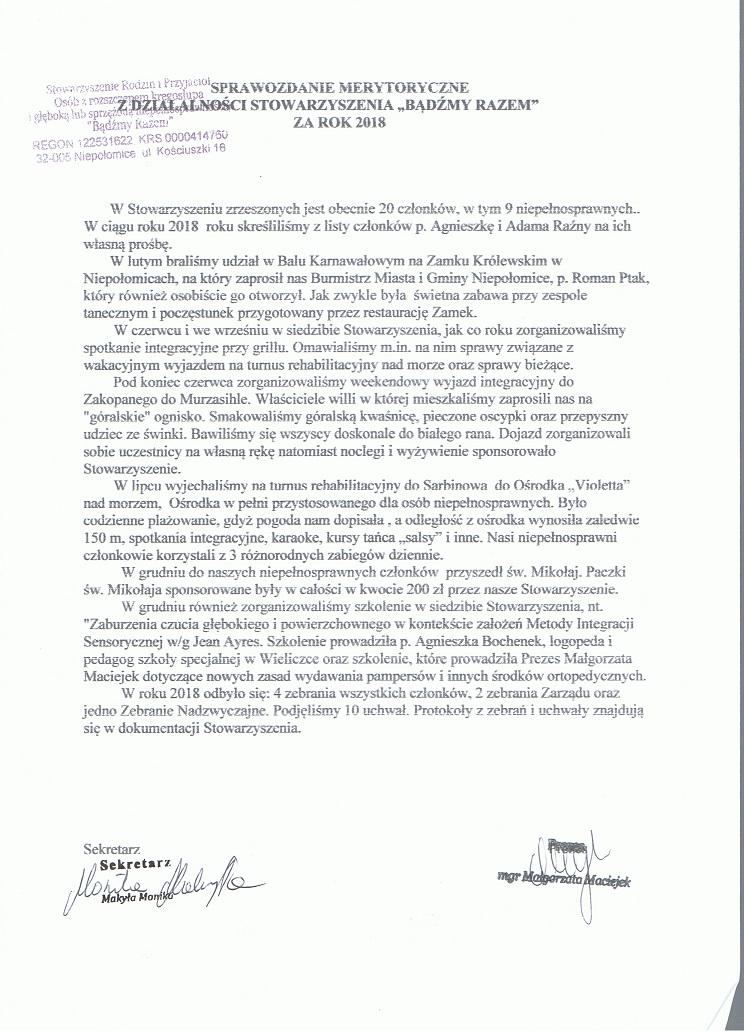 Stowarzyszenie Rodzin i Przyjaciół
Osób z rozszczepem kręgosłupa
i głęboką lub sprzężoną niepełnosprawnością
"Bądźmy Razem"
REGON 122531622 KRS 0000414760
32-005 Niepołomice ul Kościuszki 16
SPRAWOZDANIE MERYTORYCZNE
Z DZIAŁALNOŚCI STOWARZYSZENIA „BĄDŹMY RAZEM”
ZA ROK 2018
W Stowarzyszeniu zrzeszonych jest obecnie 20 członków, w tym 9 niepełnosprawnych..
W ciągu roku 2018 roku skreśliliśmy z listy członków p. Agnieszkę i Adama Raźny na ich
własną prośbę.
W lutym braliśmy udział w Balu Karnawałowym na Zamku Królewskim w
Niepołomicach, na który zaprosił nas Burmistrz Miasta i Gminy Niepołomice, p. Roman Ptak,
który również osobiście go otworzył. Jak zwykle była świetna zabawa przy zespole
tanecznym i poczęstunek przygotowany przez restaurację Zamek.
W czerwcu i we wrześniu w siedzibie Stowarzyszenia, jak co roku zorganizowaliśmy
spotkanie integracyjne przy grillu. Omawialiśmy m.in. na nim sprawy związane z
wakacyjnym wyjazdem na turnus rehabilitacyjny nad morze oraz sprawy bieżące.
Pod koniec czerwca zorganizowaliśmy weekendowy wyjazd integracyjny do
Zakopanego do Murzasihle. Właściciele willi w której mieszkaliśmy zaprosili nas na
"góralskie" ognisko. Smakowaliśmy góralską kwaśnicę, pieczone oscypki oraz przepyszny
udziec ze świnki. Bawiliśmy się wszyscy doskonale do białego rana. Dojazd zorganizowali
sobie uczestnicy na własną rękę natomiast noclegi i wyżywienie sponsorowało
Stowarzyszenie.
W lipcu wyjechaliśmy na turnus rehabilitacyjny do Sarbinowa do Ośrodka „Violetta”
nad morzem, Ośrodka w pełni przystosowanego dla osób niepełnosprawnych. Było
codzienne plażowanie, gdyż pogoda nam dopisała , a odległość z ośrodka wynosiła zaledwie
150 m, spotkania integracyjne, karaoke, kursy tańca „salsy” i inne. Nasi niepełnosprawni
członkowie korzystali z 3 różnorodnych zabiegów dziennie.
W grudniu do naszych niepełnosprawnych członków przyszedł św. Mikołaj. Paczki
św. Mikołaja sponsorowane były w całości w kwocie 200 zł przez nasze Stowarzyszenie.
W grudniu również zorganizowaliśmy szkolenie w siedzibie Stowarzyszenia, nt.
"Zaburzenia czucia głębokiego i powierzchownego w kontekście założeń Metody Integracji
Sensorycznej w/g Jean Ayres. Szkolenie prowadziła p. Agnieszka Bochenek, logopeda i
pedagog szkoły specjalnej w Wieliczce oraz szkolenie, które prowadziła Prezes Małgorzata
Maciejek dotyczące nowych zasad wydawania pampersów i innych środków ortopedycznych.
W roku 2018 odbyło się: 4 zebrania wszystkich członków, 2 zebrania Zarządu oraz
jedno Zebranie Nadzwyczajne. Podjęliśmy 10 uchwał. Protokoły z zebrań i uchwały znajdują
się w dokumentacji Stowarzyszenia.
Sekretarz
Sekretarz
Makyła Monika
Prezes
mgr Małgorzata Maciejek